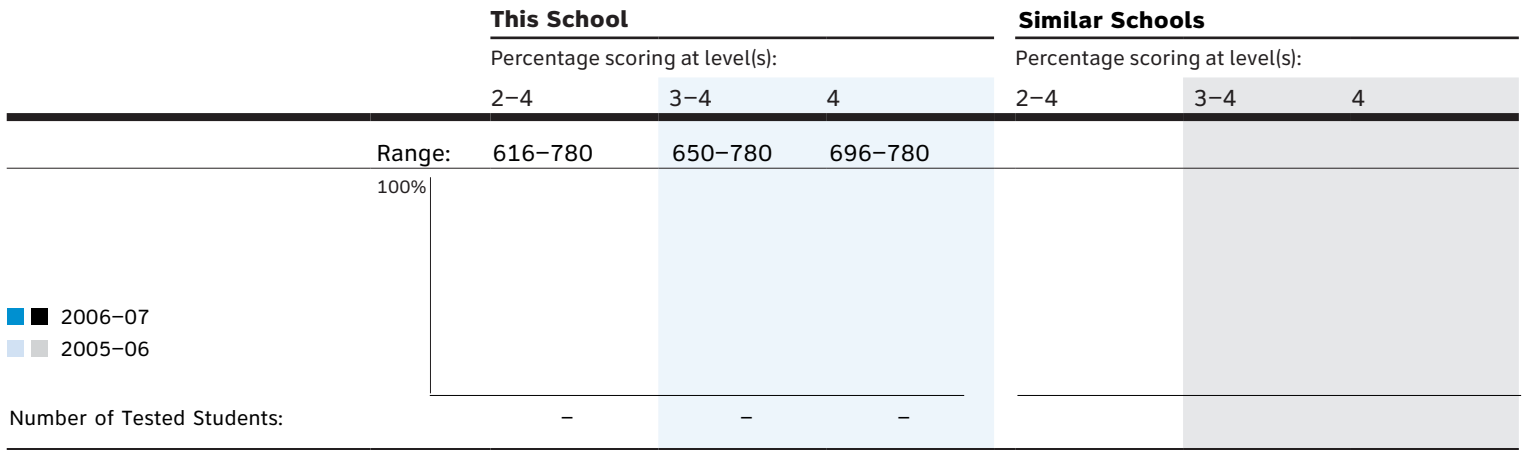 This School Similar Schools
Percentage scoring at level(s): Percentage scoring at level(s):
2–4 3–4 4 2–4 3–4 4
Range: 616–780 650–780 696–780
100%
2006–07
2005–06
Number of Tested Students: – – –